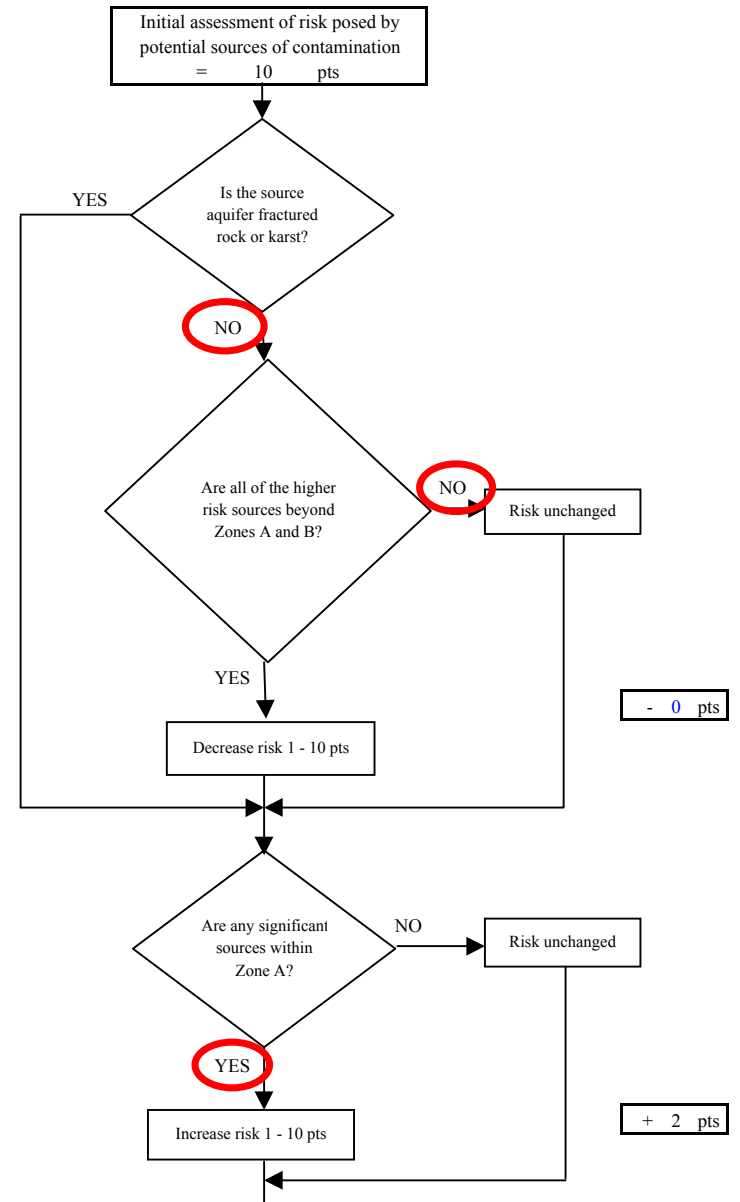 Initial assessment of risk posed by
potential sources of contamination
= 10 pts
YES
Is the source
aquifer fractured
rock or karst?
NO
Are all of the higher
risk sources beyond
Zones A and B?
NO
Risk unchanged
YES
- 0 pts
Decrease risk 1 - 10 pts
Are any significant
sources within
Zone A?
NO
Risk unchanged
YES
+ 2 pts
Increase risk 1 - 10 pts